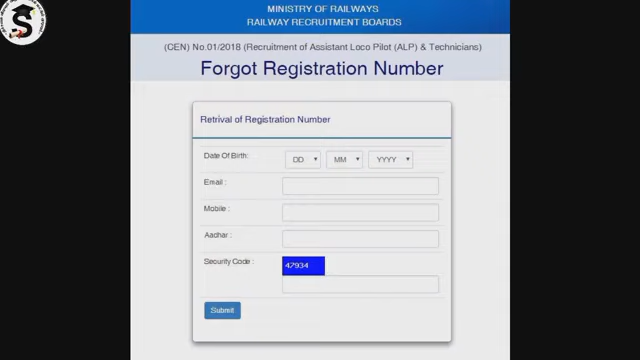 MINISTRY OF RAILWAYS
RAILWAY RECRUITMENT BOARDS
(CEN) No.01/2018 (Recruitment of Assistant Loco Pilot (ALP) & Technicians)
Forgot Registration Number
Retrival of Registration Number
Date Of Birth: DD MM YYYY
Email :
Mobile :
Aadhar :
Security Code : 47934
Submit